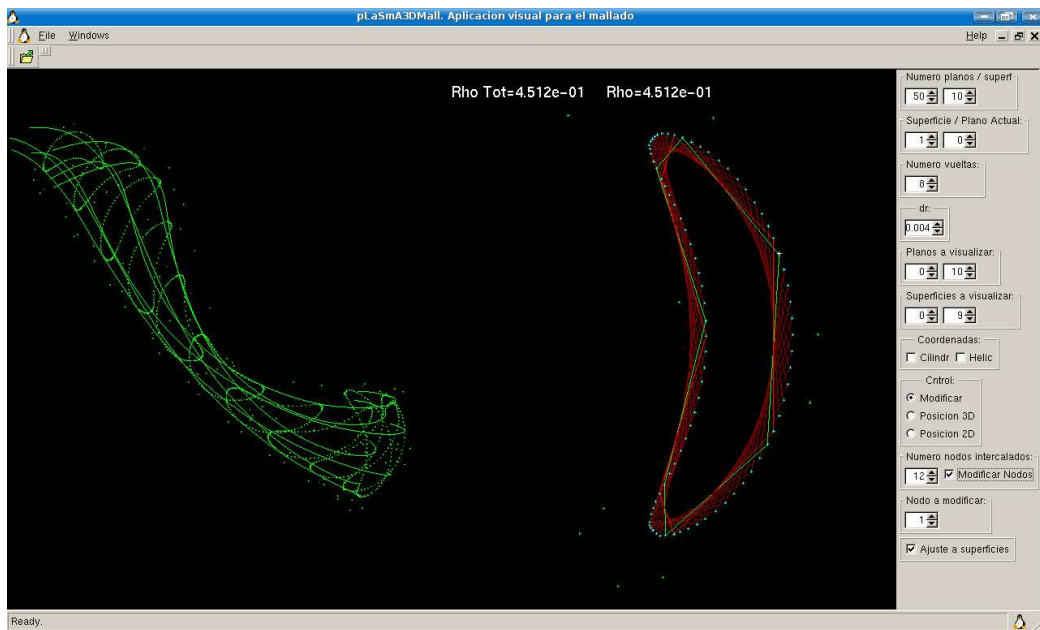 pLaSmA3DMall. Aplicacion visual para el mallado
File Windows Help
Rho Tot=4.512e-01 Rho=4.512e-01
Numero planos / superf
50 10
Superficie / Plano Actual:
1 0
Numero vueltas:
8
dr:
0.004
Planos a visualizar:
0 10
Superficies a visualizar:
0 9
Coordenadas:
Cilindr Helic
Cntrol:
Modificar
Posicion 3D
Posicion 2D
Numero nodos intercalados:
12 Modificar Nodos
Nodo a modificar:
1
Ajuste a superficies
Ready.